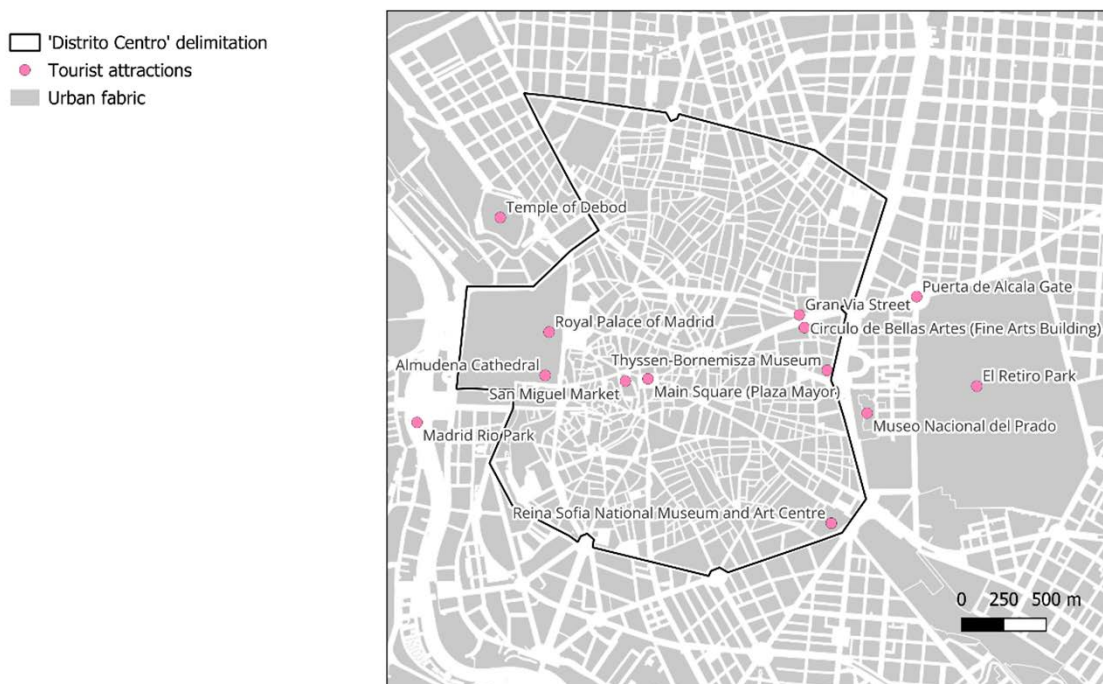 'Distrito Centro' delimitation
Tourist attractions
Urban fabric
Temple of Debod
Puerta de Alcala Gate
Gran Via Street
Royal Palace of Madrid
Circulo de Bellas Artes (Fine Arts Building)
Almudena Cathedral
Thyssen-Bornemisza Museum
El Retiro Park
San Miguel Market
Main Square (Plaza Mayor)
Museo Nacional del Prado
Madrid Rio Park
Reina Sofia National Museum and Art Centre
0 250 500 m